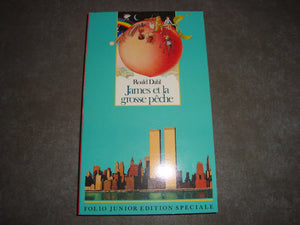 Roald Dahl
James et la
grosse pêche
FOLIO JUNIOR EDITION SPECIALE